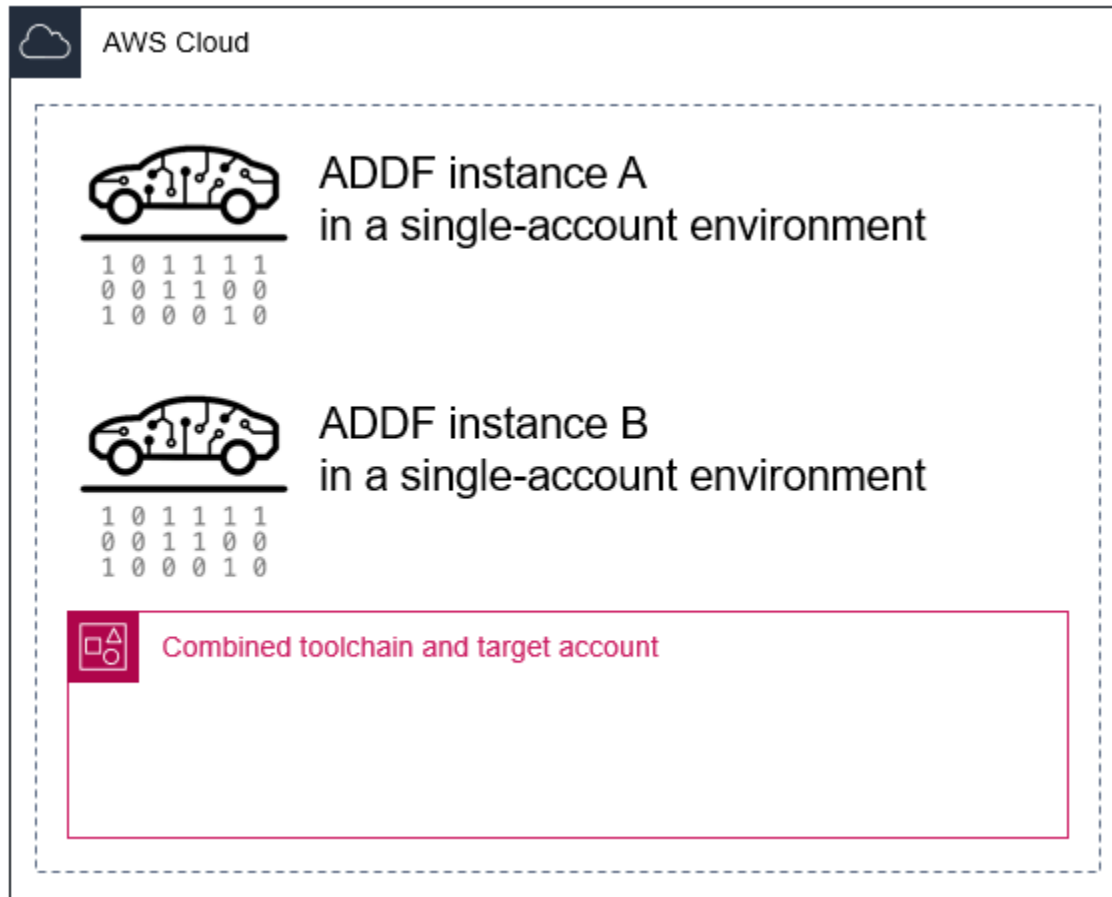 AWS Cloud
ADDF instance A
in a single-account environment
1 0 1 1 1 1
0 0 1 1 0 0
1 0 0 0 1 0
ADDF instance B
in a single-account environment
1 0 1 1 1 1
0 0 1 1 0 0
1 0 0 0 1 0
Combined toolchain and target account